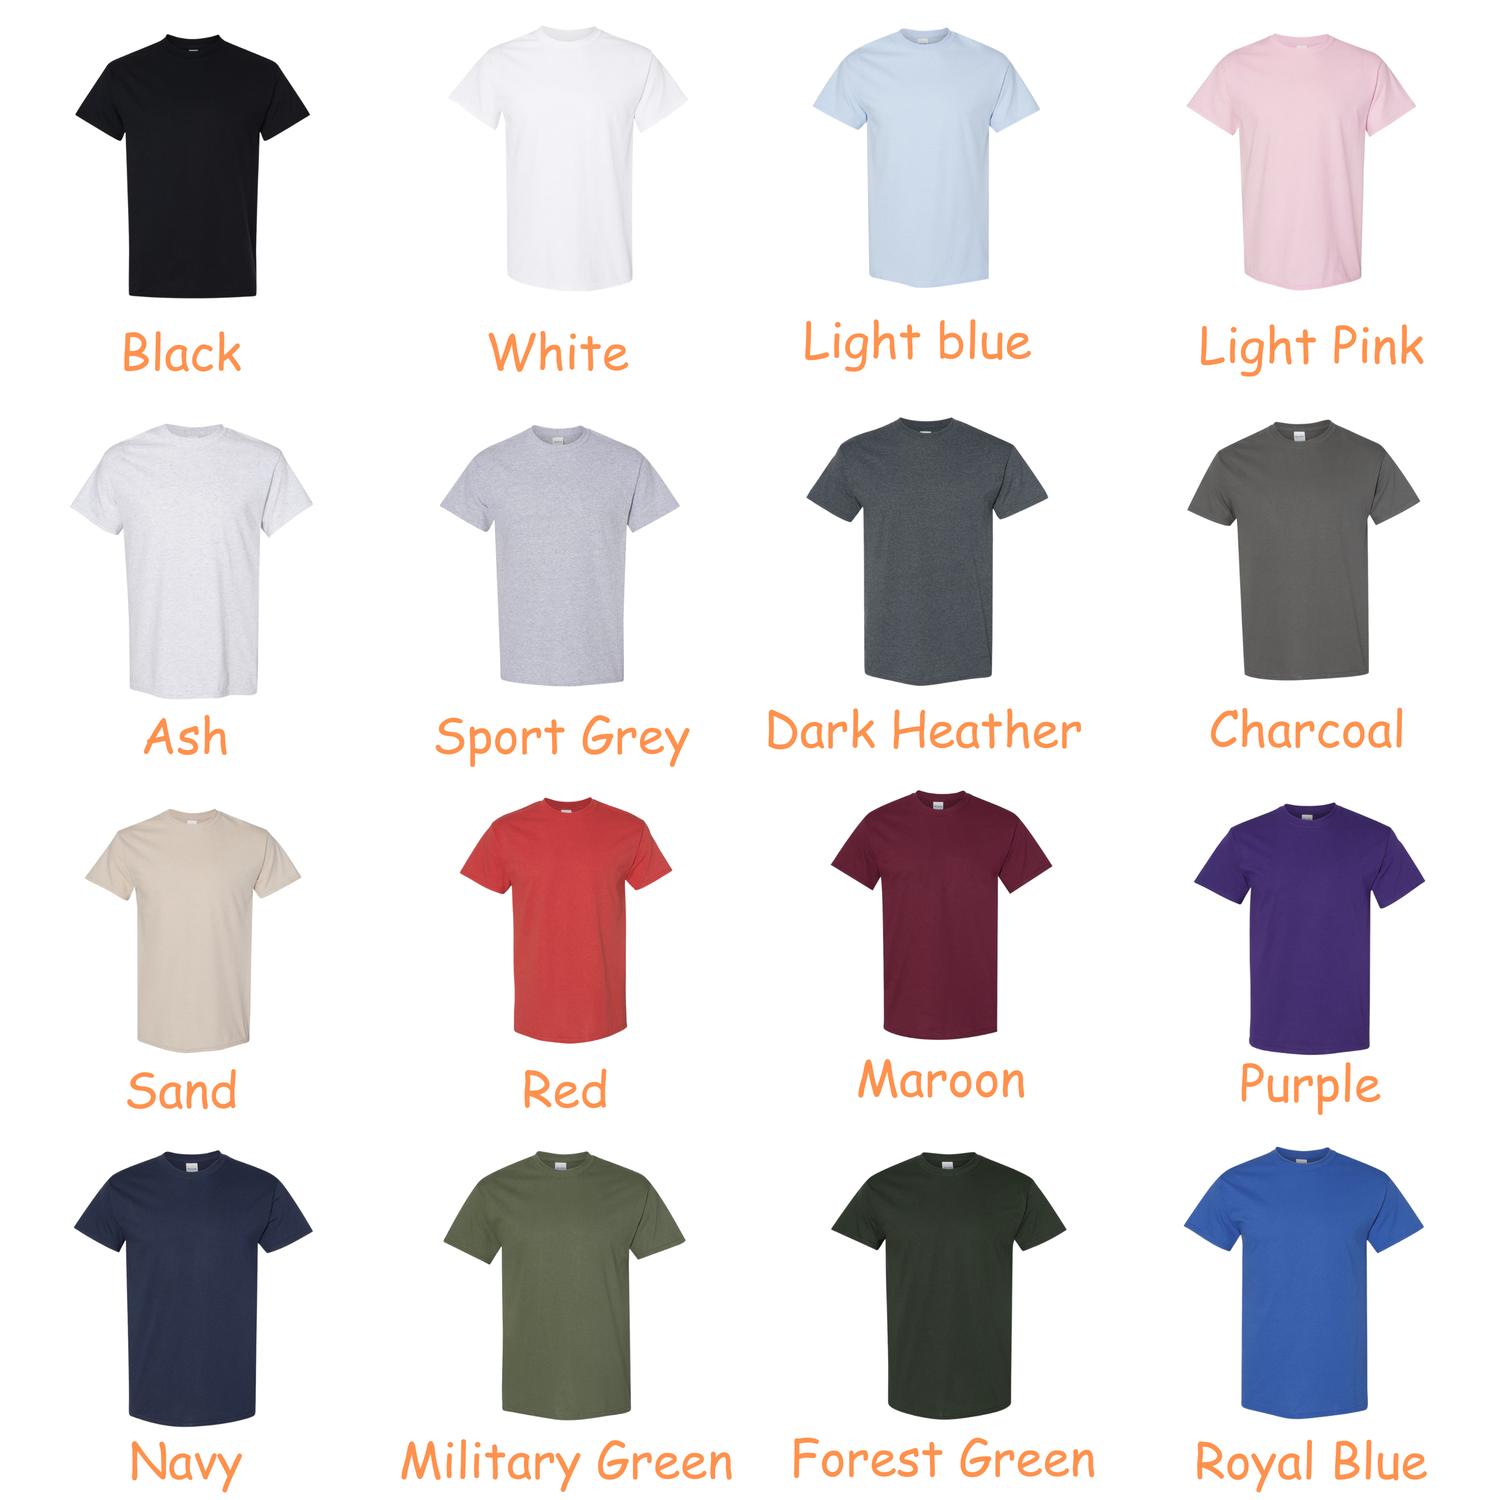 Black
White
Light blue
Light Pink
Ash
Sport Grey
Dark Heather
Charcoal
Sand
Red
Maroon
Purple
Navy
Military Green
Forest Green
Royal Blue